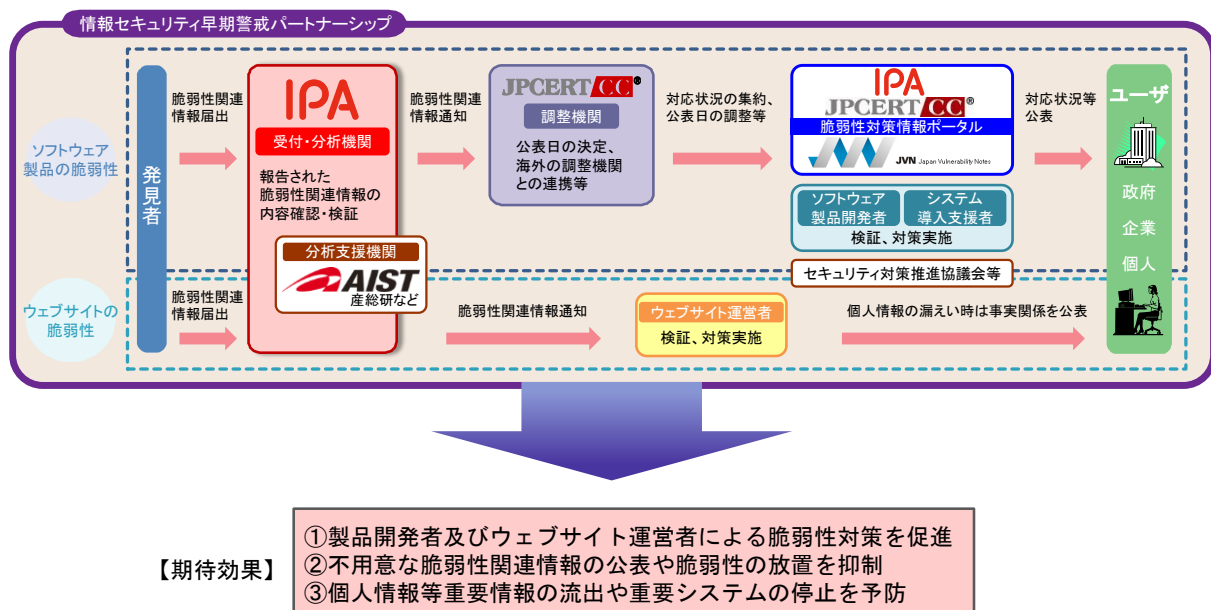 情報セキュリティ早期警戒パートナーシップ
ソフトウェア
製品の脆弱性
発見者
脆弱性関連
情報届出
IPA
受付・分析機関
報告された
脆弱性関連情報の
内容確認・検証
分析支援機関
AIST
産総研など
脆弱性関連
情報通知
JPCERT CC®
調整機関
公表日の決定、
海外の調整機関
との連携等
対応状況の集約、
公表日の調整等
IPA
JPCERT CC®
脆弱性対策情報ポータル
JVN Japan Vulnerability Notes
ソフトウェア
製品開発者
システム
導入支援者
検証、対策実施
セキュリティ対策推進協議会等
対応状況等
公表
ユーザ
政府
企業
個人
ウェブサイトの
脆弱性
脆弱性関連
情報届出
脆弱性関連情報通知
ウェブサイト運営者
検証、対策実施
個人情報の漏えい時は事実関係を公表
【期待効果】
①製品開発者及びウェブサイト運営者による脆弱性対策を促進
②不用意な脆弱性関連情報の公表や脆弱性の放置を抑制
③個人情報等重要情報の流出や重要システムの停止を予防